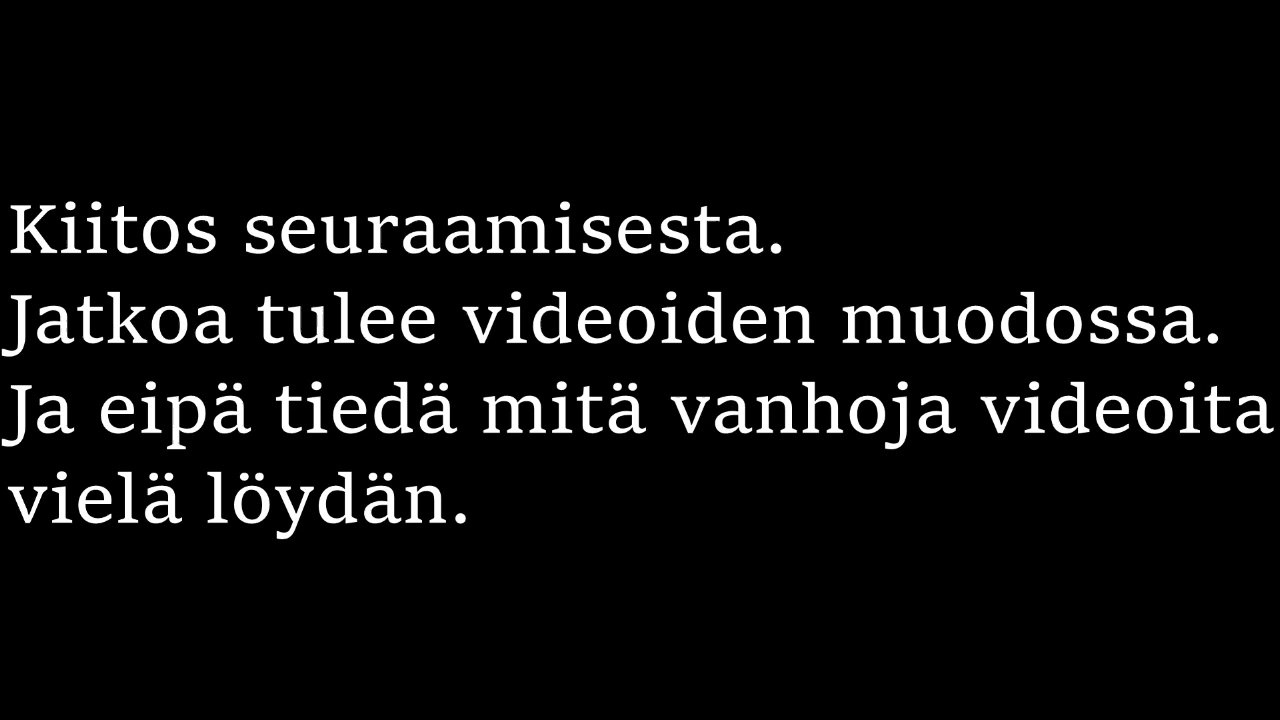 Kiitos seuraamisesta.
Jatkoa tulee videoiden muodossa.
Ja eipä tiedä mitä vanhoja videoita
vielä löydän.